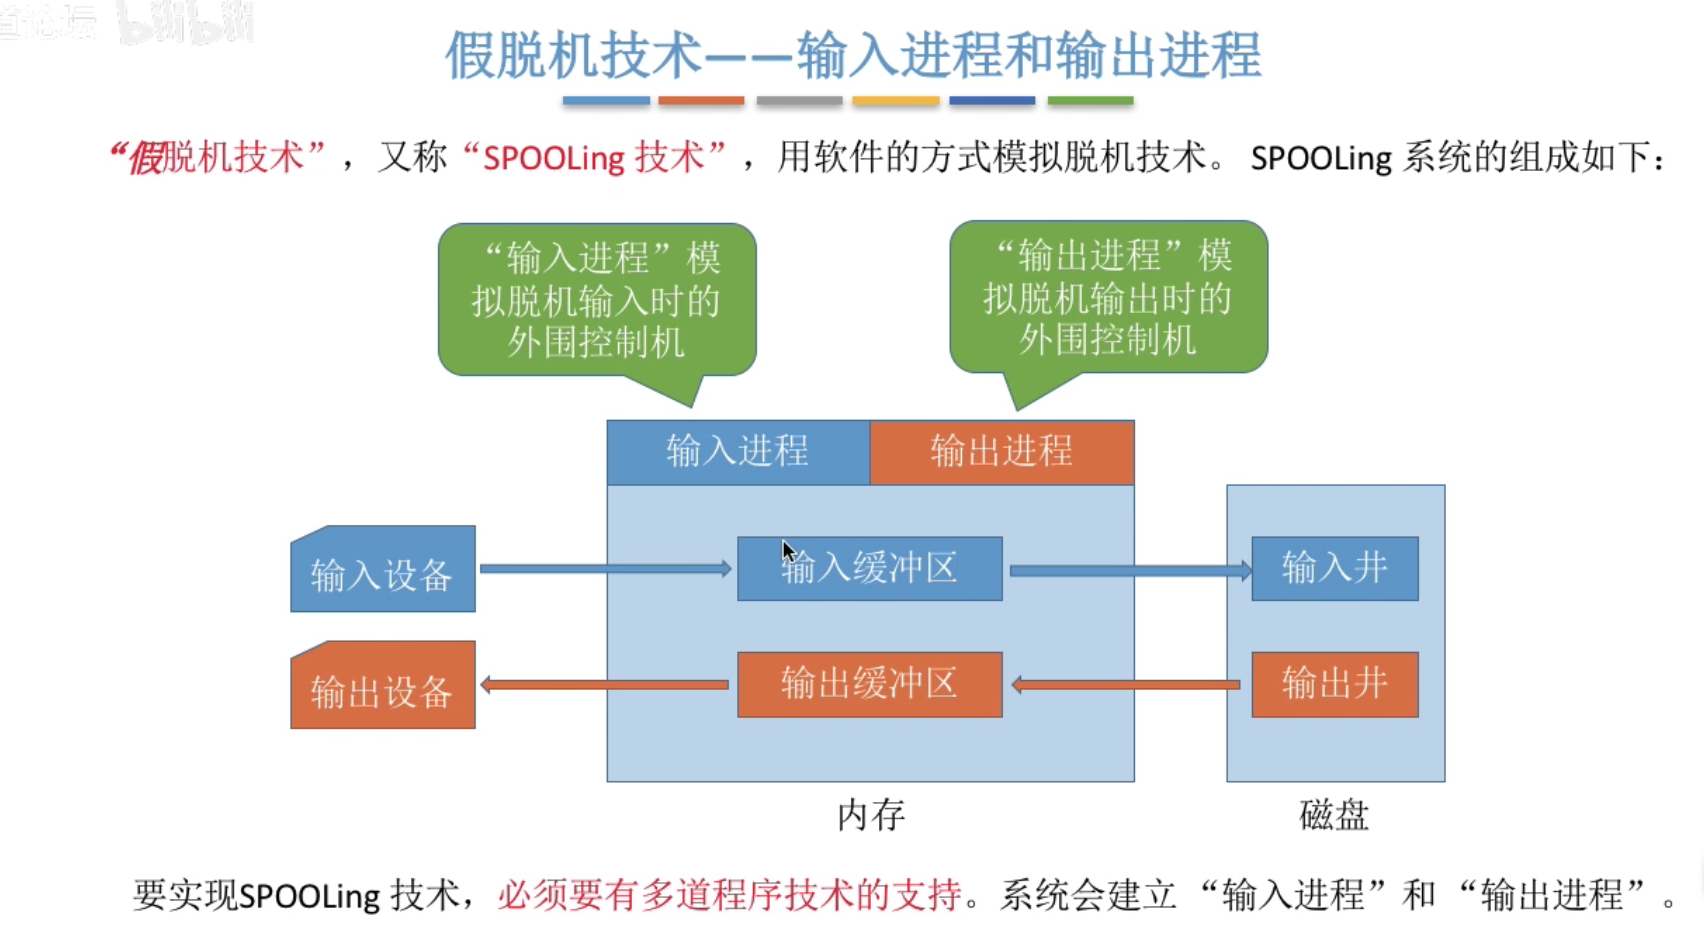 道论坛 bilibili
假脱机技术——输入进程和输出进程
“假脱机技术”，又称“SPOOLing 技术”，用软件的方式模拟脱机技术。 SPOOLing 系统的组成如下：
“输入进程”模
拟脱机输入时的
外围控制机
“输出进程”模
拟脱机输出时的
外围控制机
输入进程
输出进程
输入设备
输入缓冲区
输入井
输出设备
输出缓冲区
输出井
内存
磁盘
要实现SPOOLing 技术，必须要有多道程序技术的支持。系统会建立 “输入进程”和 “输出进程”。